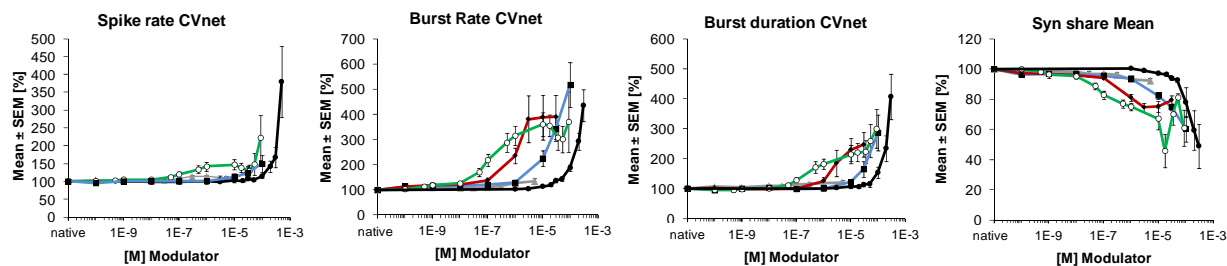 Spike rate CVnet
Mean ± SEM [%]
500
450
400
350
300
250
200
150
100
50
0
native 1E-9 1E-7 1E-5 1E-3
[M] Modulator
Burst Rate CVnet
Mean ± SEM [%]
700
600
500
400
300
200
100
0
native 1E-9 1E-7 1E-5 1E-3
[M] Modulator
Burst duration CVnet
Mean ± SEM [%]
600
500
400
300
200
100
0
native 1E-9 1E-7 1E-5 1E-3
[M] Modulator
Syn share Mean
Mean ± SEM [%]
120
100
80
60
40
20
0
native 1E-9 1E-7 1E-5 1E-3
[M] Modulator